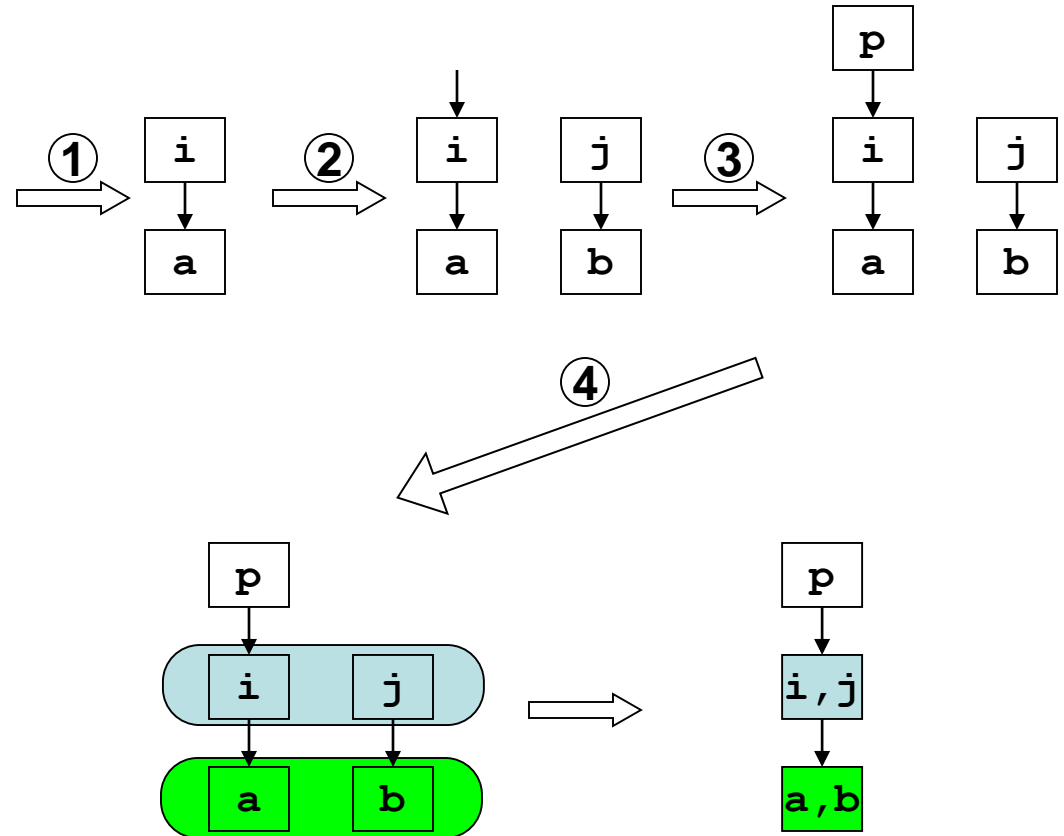 p
① i ② i j ③ i j
a a b a b
④
p p
i j i,j
a b a,b